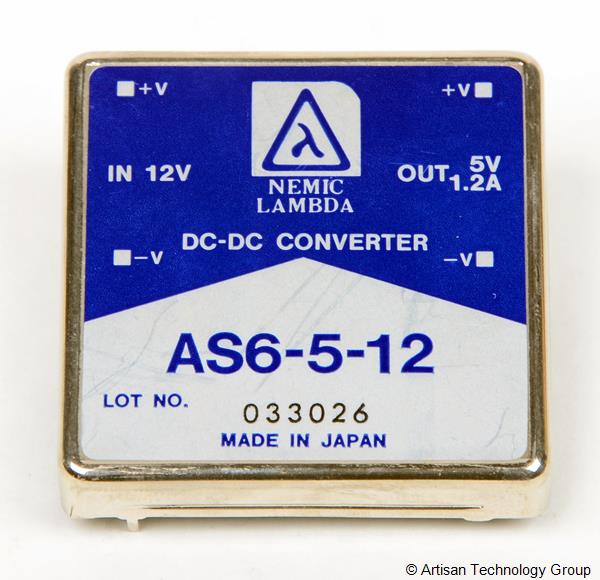 +V +V
IN 12V OUT 5V 1.2A
λ
NEMIC
LAMBDA
DC-DC CONVERTER
-V -V
AS6-5-12
LOT NO. 033026
MADE IN JAPAN
© Artisan Technology Group